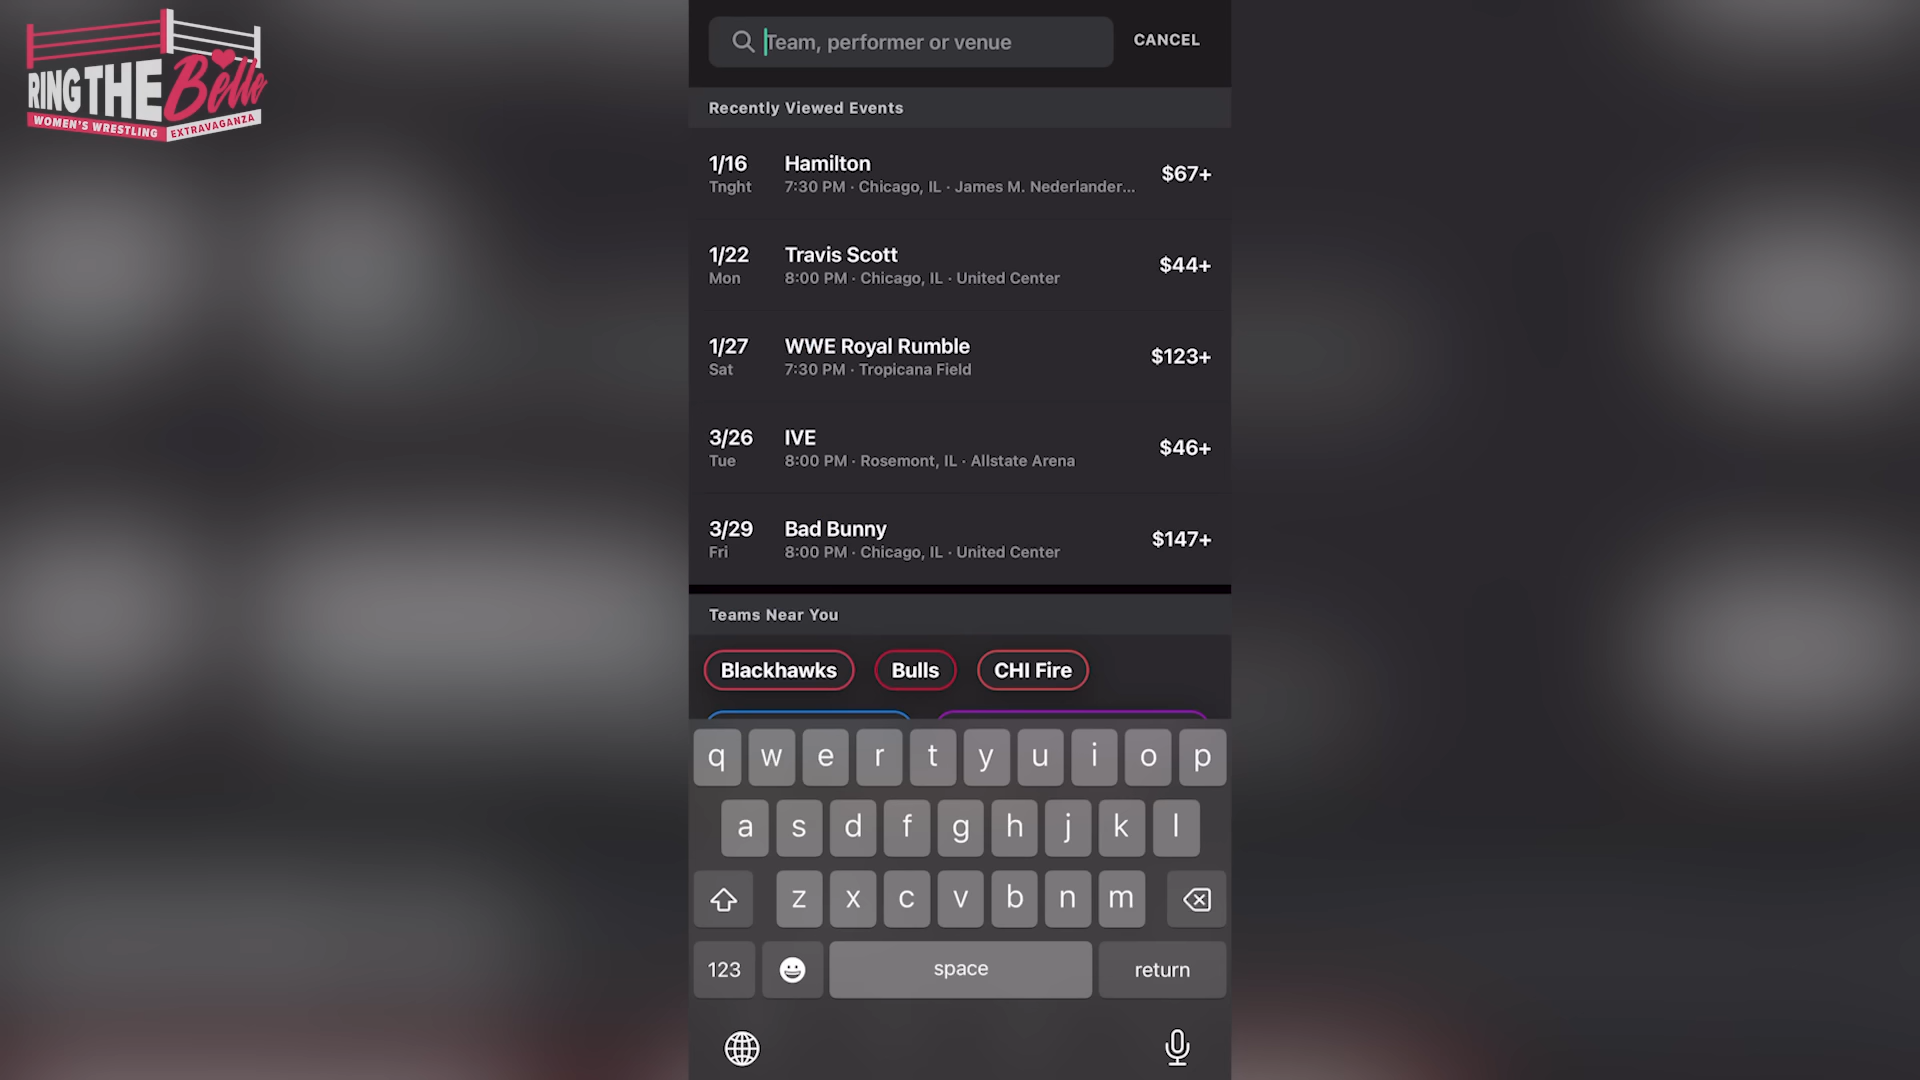 RING THE Belle
WOMEN'S WRESTLING EXTRAVAGANZA
Team, performer or venue
CANCEL
Recently Viewed Events
1/16 Hamilton $67+
Tnght 7:30 PM · Chicago, IL · James M. Nederlander...
1/22 Travis Scott $44+
Mon 8:00 PM · Chicago, IL · United Center
1/27 WWE Royal Rumble $123+
Sat 7:30 PM · Tropicana Field
3/26 IVE $46+
Tue 8:00 PM · Rosemont, IL · Allstate Arena
3/29 Bad Bunny $147+
Fri 8:00 PM · Chicago, IL · United Center
Teams Near You
Blackhawks Bulls CHI Fire
q w e r t y u i o p
a s d f g h j k l
z x c v b n m
123 space return